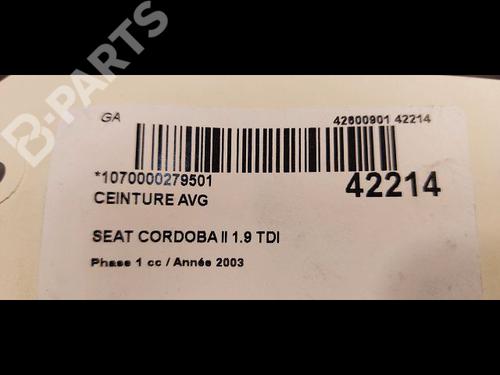 B-PARTS
GA
42600901 42214
*1070000279501
42214
CEINTURE AVG
SEAT CORDOBA II 1.9 TDI
Phase 1 cc / Année 2003